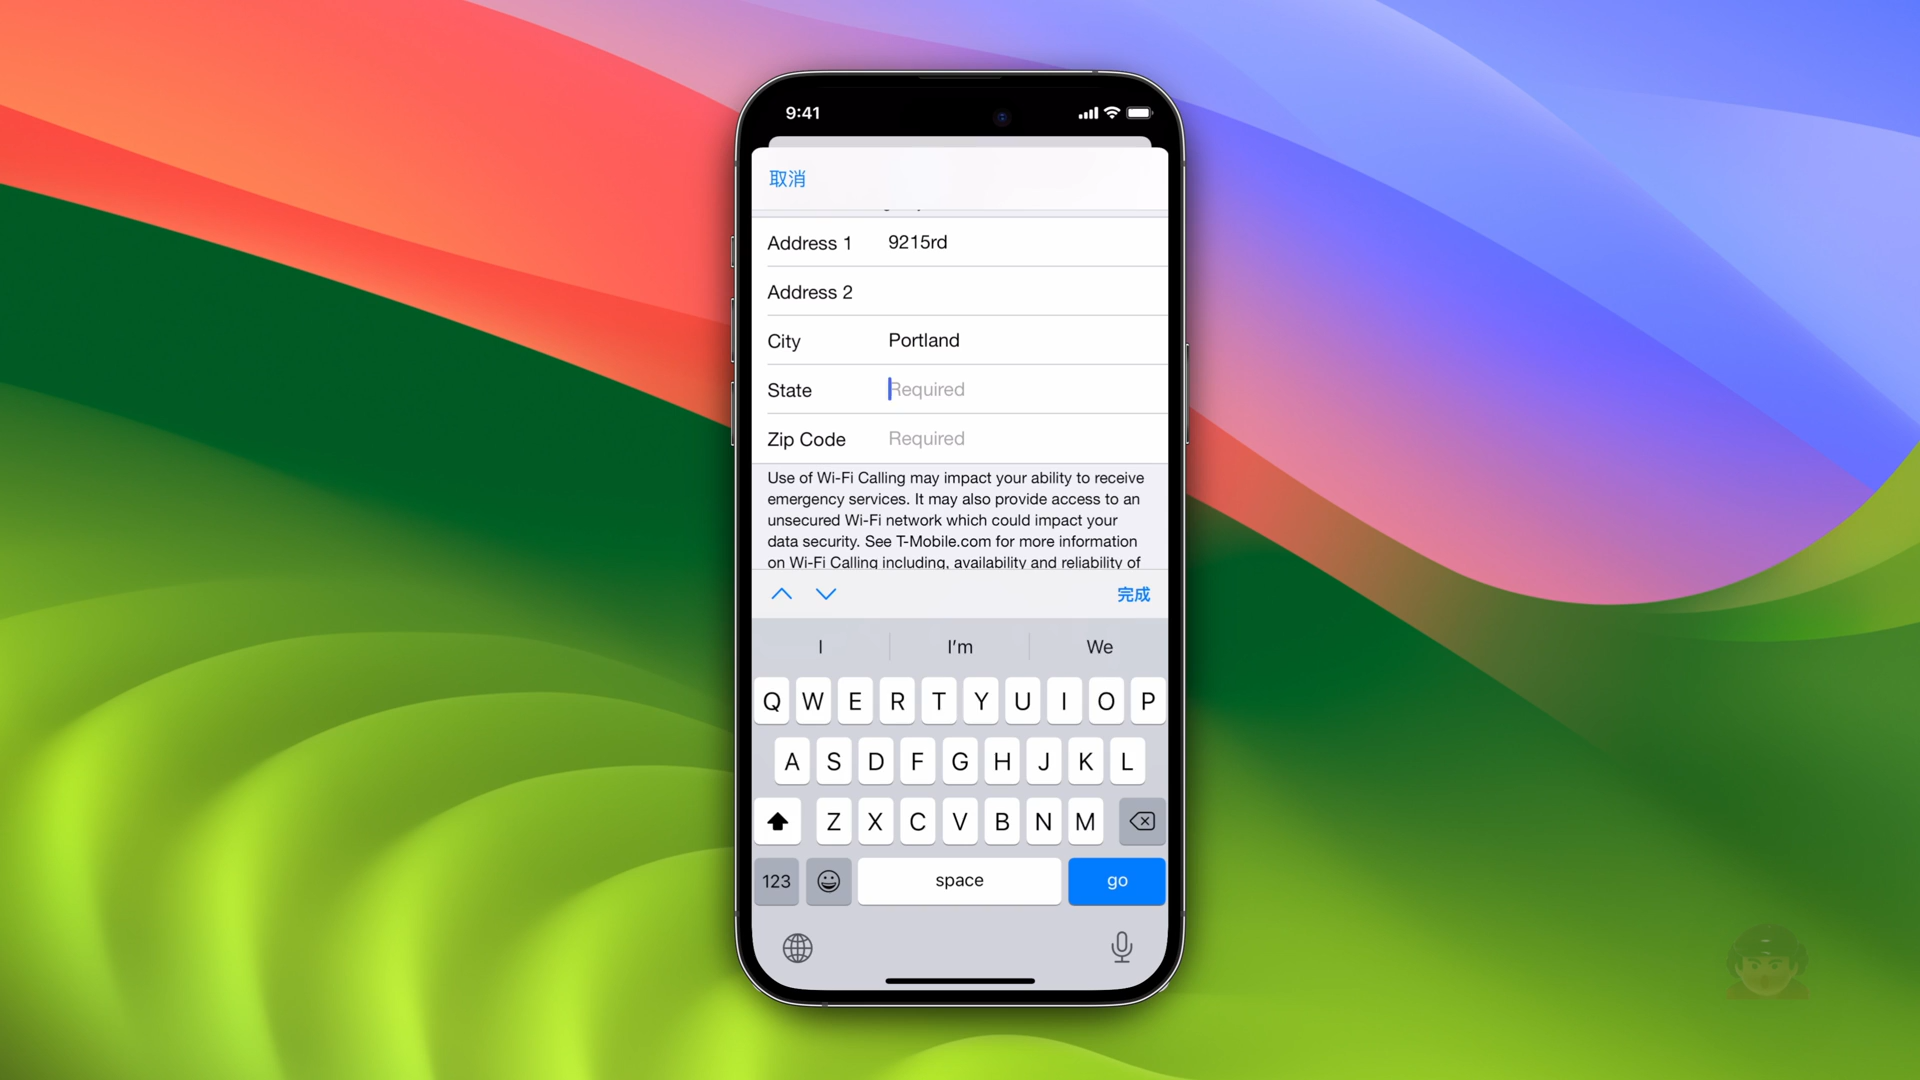 9:41
取消
Address 1 9215rd
Address 2
City Portland
State Required
Zip Code Required
Use of Wi-Fi Calling may impact your ability to receive
emergency services. It may also provide access to an
unsecured Wi-Fi network which could impact your
data security. See T-Mobile.com for more information
on Wi-Fi Calling including, availability and reliability of
完成
I I'm We
Q W E R T Y U I O P
A S D F G H J K L
Z X C V B N M
123 space go